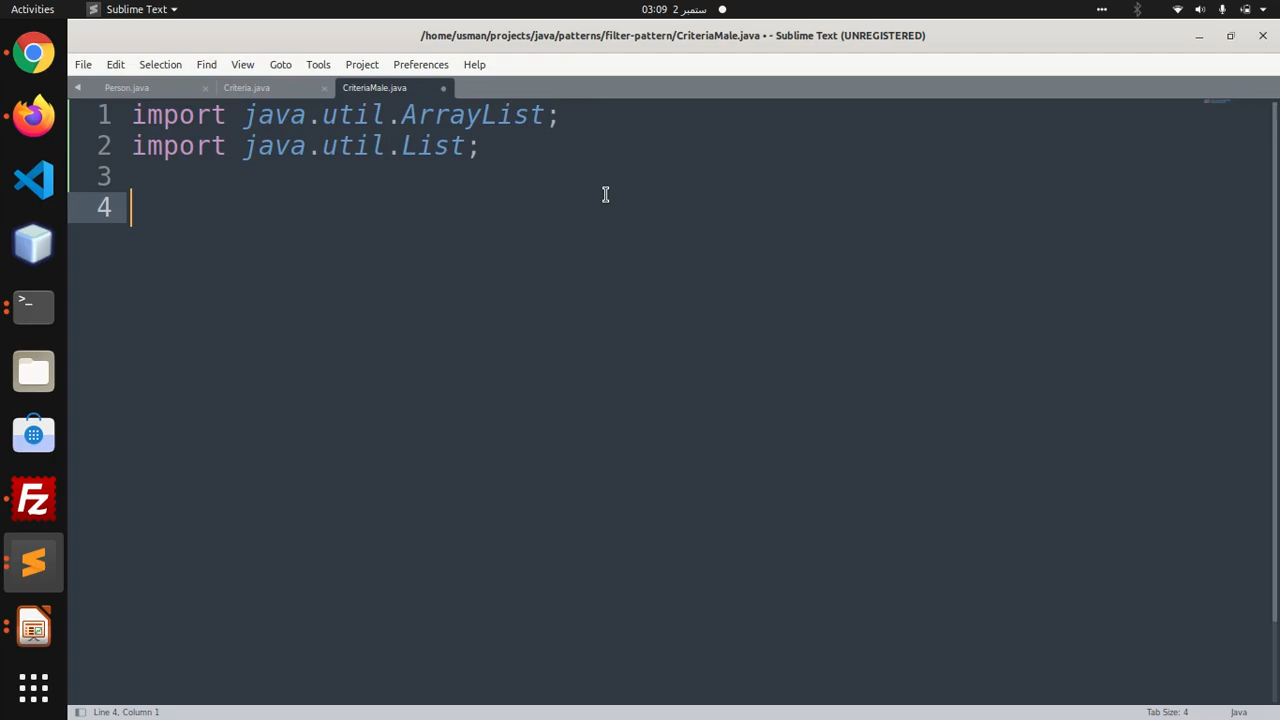 Activities
Sublime Text
03:09 2 ستمبر
/home/usman/projects/java/patterns/filter-pattern/CriteriaMale.java • - Sublime Text (UNREGISTERED)
File Edit Selection Find View Goto Tools Project Preferences Help
Person.java Criteria.java CriteriaMale.java
1 import java.util.ArrayList;
2 import java.util.List;
3
4
Line 4, Column 1
Tab Size: 4 Java